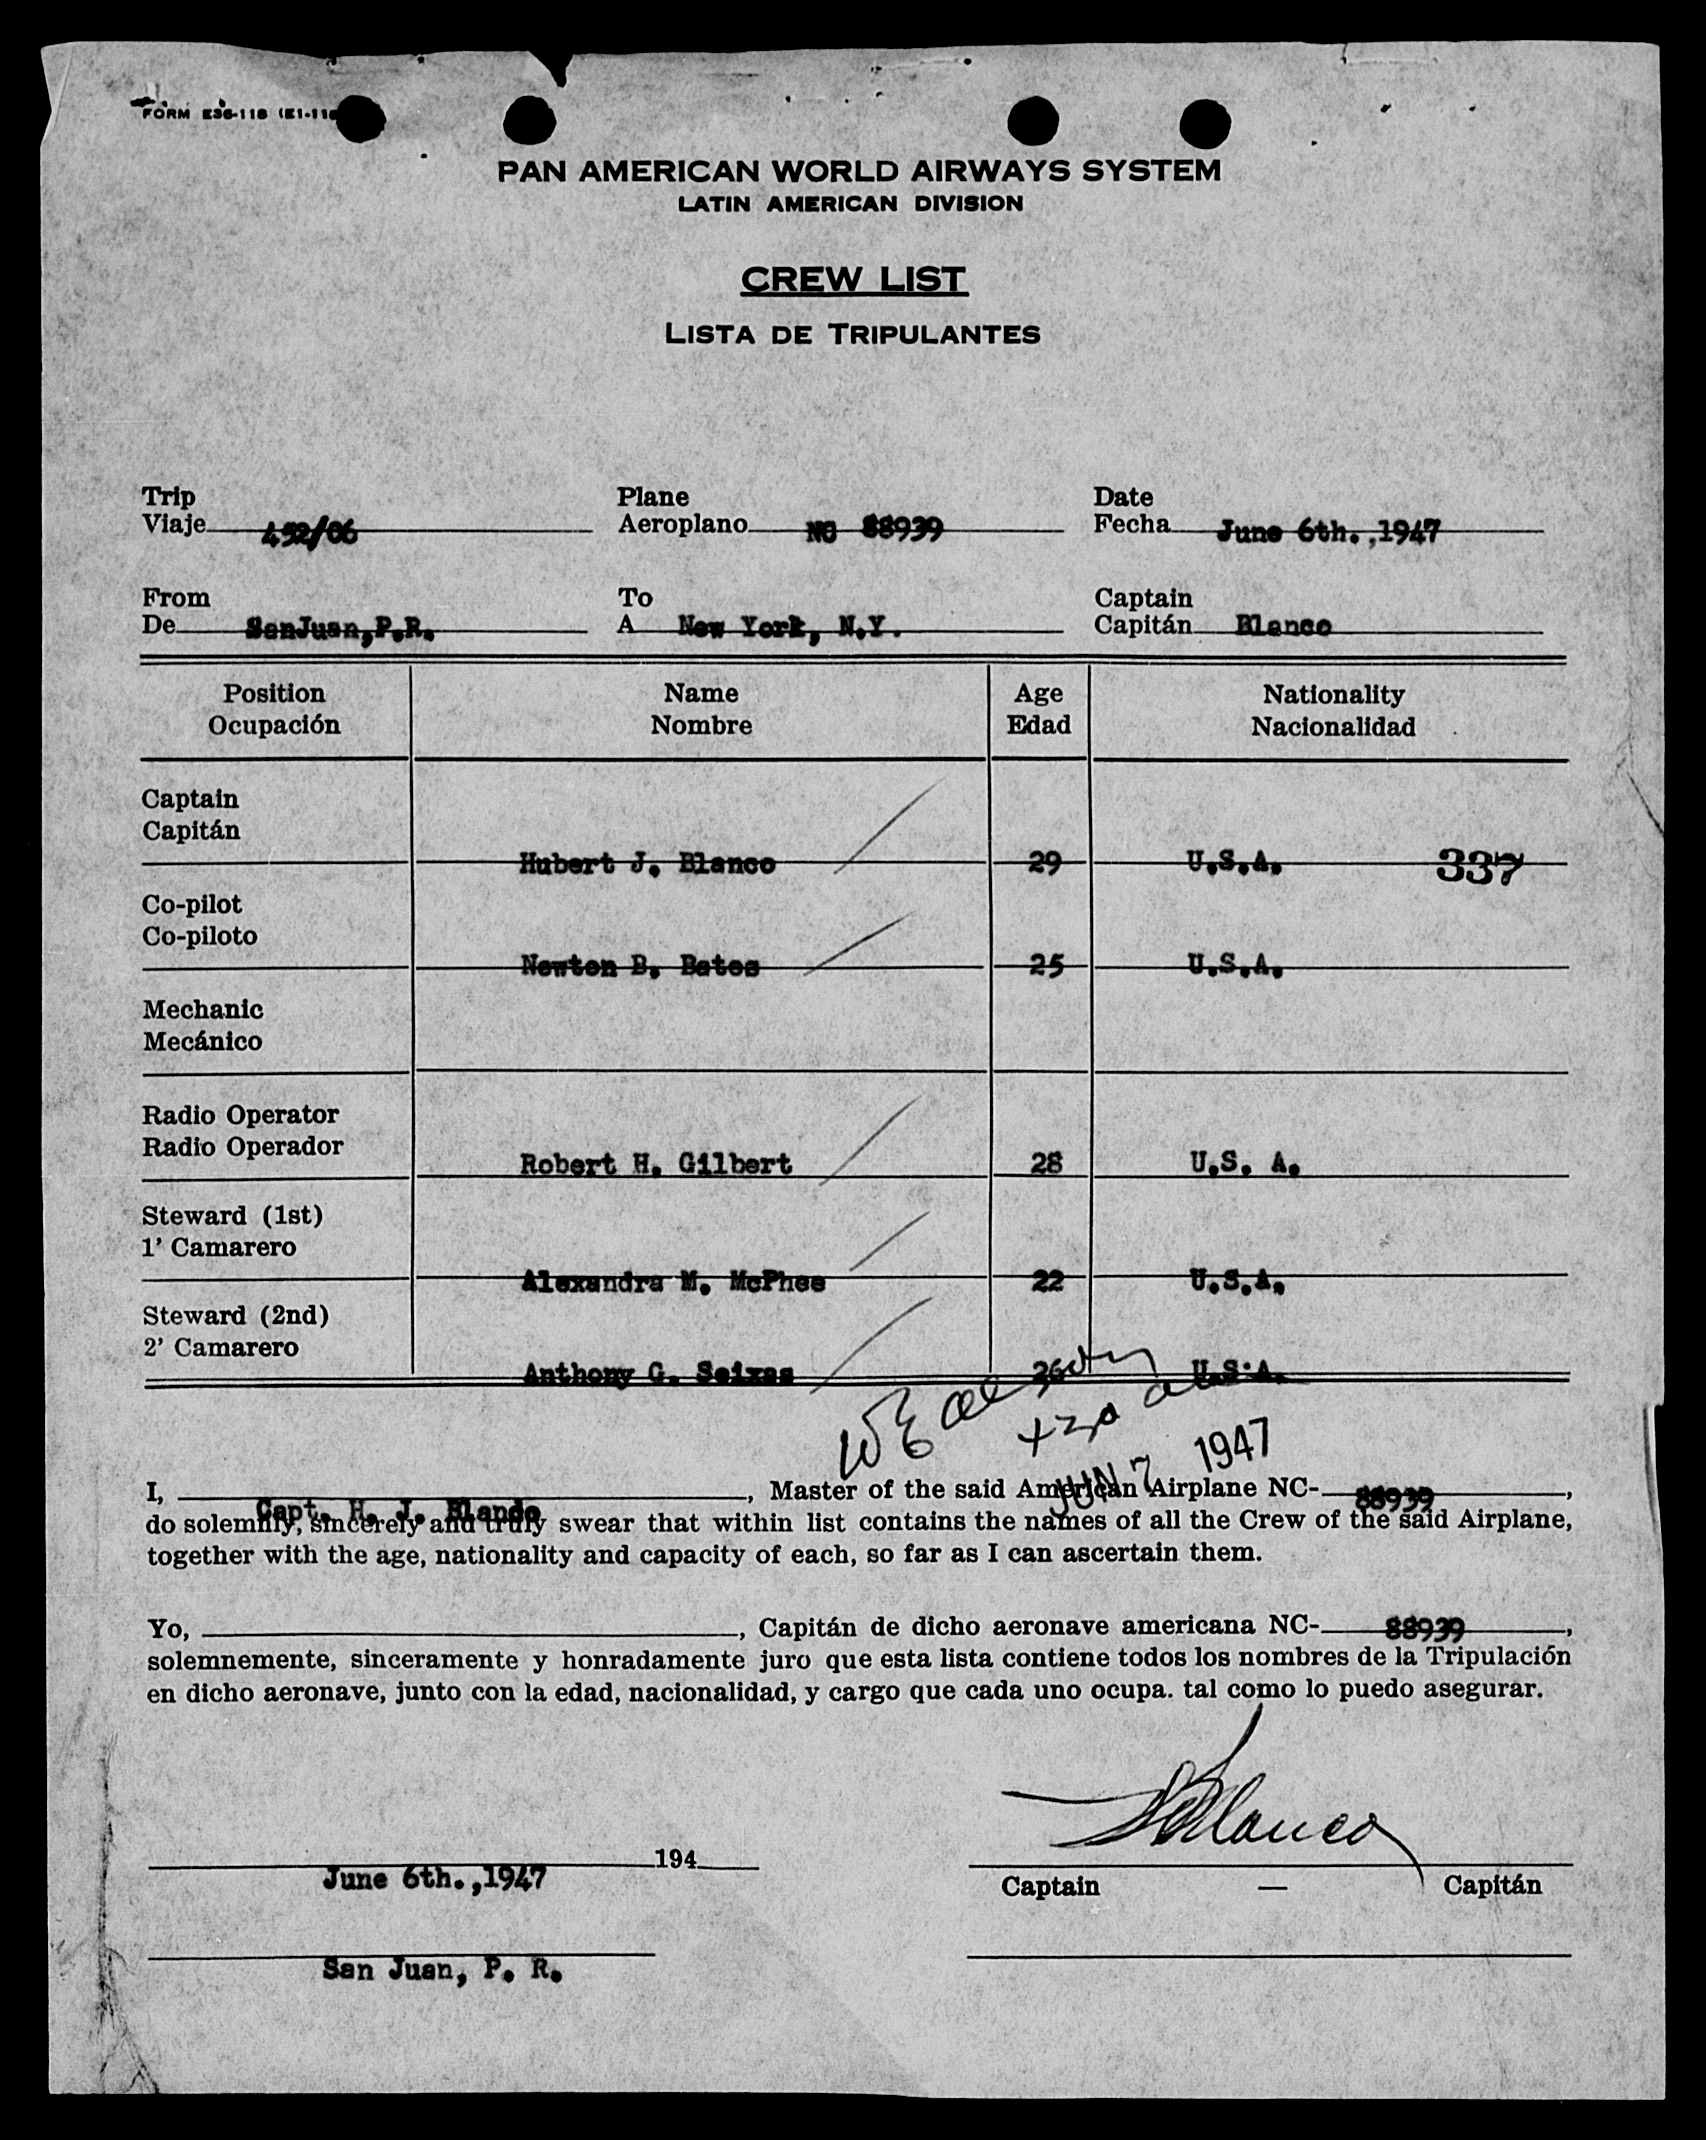 FORM E36-118 (E1-118
PAN AMERICAN WORLD AIRWAYS SYSTEM
LATIN AMERICAN DIVISION
CREW LIST
LISTA DE TRIPULANTES
Trip Plane Date
Viaje 452/06 Aeroplano NC 88939 Fecha June 6th.,1947
From To Captain
De SanJuan,P.R. A New York, N.Y. Capitán Blanco
Position Name Age Nationality
Ocupación Nombre Edad Nacionalidad
Captain
Capitán
Hubert J. Blanco 29 U.S.A. 337
Co-pilot
Co-piloto
Newton B. Bates 25 U.S.A.
Mechanic
Mecánico
Radio Operator
Radio Operador
Robert H. Gilbert 28 U.S. A.
Steward (1st)
1' Camarero
Alexandra M. McPhee 22 U.S.A.
Steward (2nd)
2' Camarero
Anthony G. Seixas 26 U.S.A.
JUN 7 1947
I, Capt. H. J. Blando, Master of the said American Airplane NC- 88939,
do solemnly, sincerely and truly swear that within list contains the names of all the Crew of the said Airplane,
together with the age, nationality and capacity of each, so far as I can ascertain them.
Yo, , Capitán de dicho aeronave americana NC- 88939,
solemnemente, sinceramente y honradamente juro que esta lista contiene todos los nombres de la Tripulación
en dicho aeronave, junto con la edad, nacionalidad, y cargo que cada uno ocupa. tal como lo puedo asegurar.
HBlanco
194
June 6th.,1947
Captain — Capitán
San Juan, P. R.